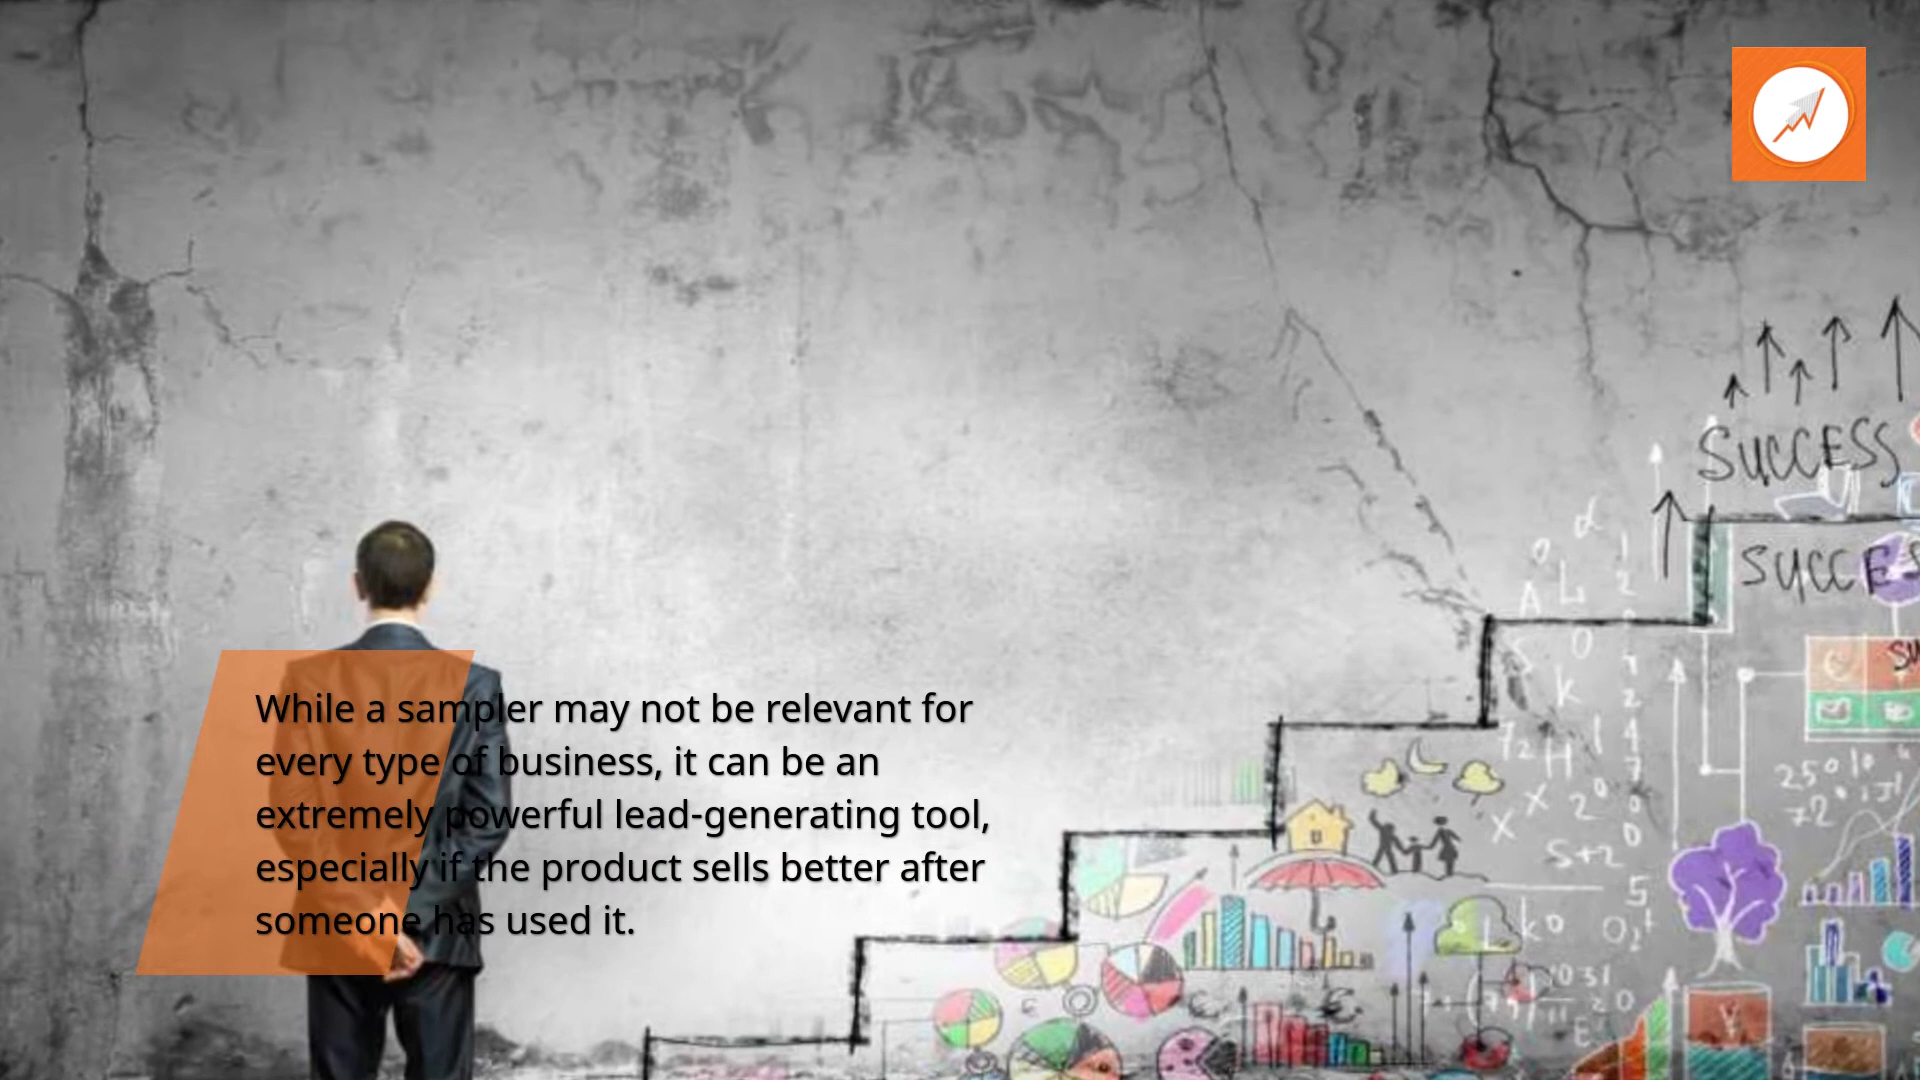 SUCCESS
SUCCES
While a sampler may not be relevant for
every type of business, it can be an
extremely powerful lead-generating tool,
especially if the product sells better after
someone has used it.